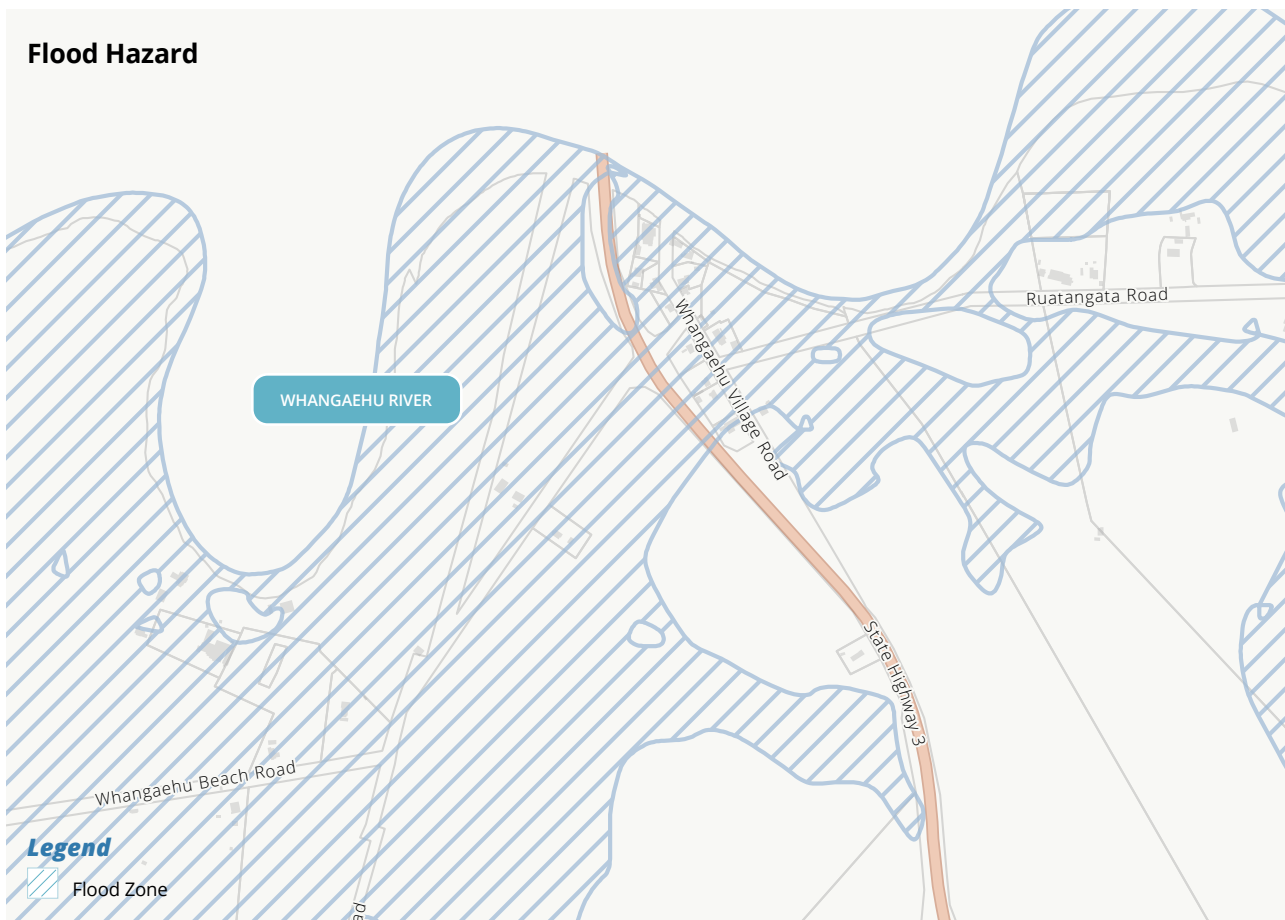 Flood Hazard
Ruatangata Road
Whangaehu Village Road
WHANGAEHU RIVER
State Highway 3
Whangaehu Beach Road
Legend
Flood Zone